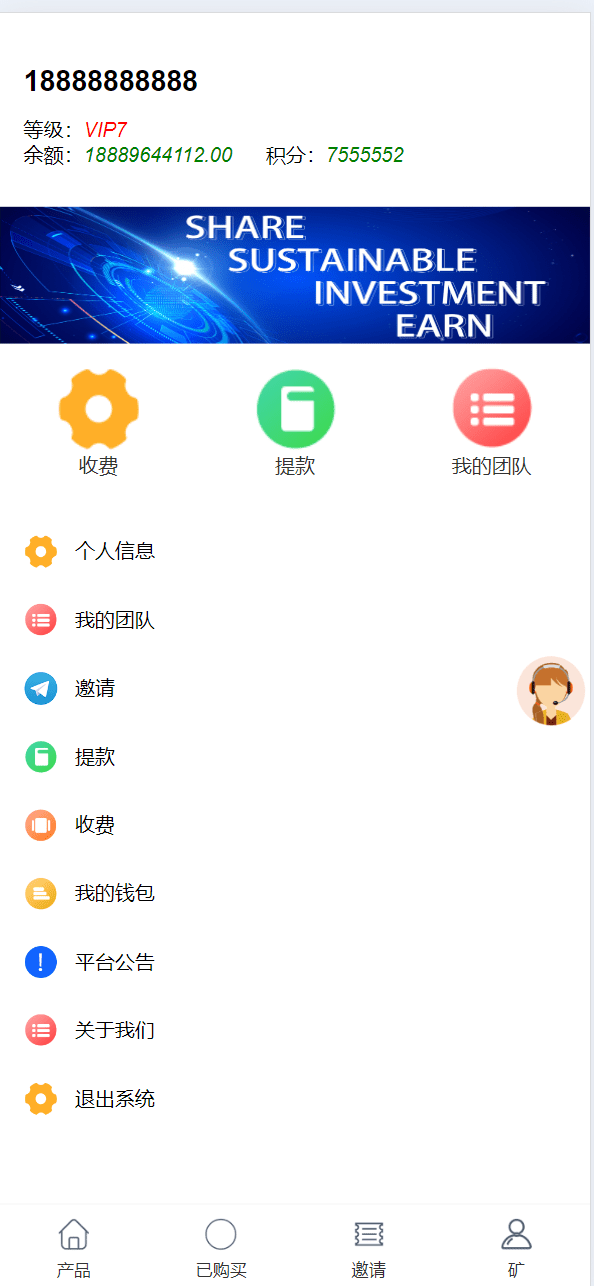 18888888888
等级：VIP7
余额：18889644112.00 积分：7555552
SHARE
SUSTAINABLE
INVESTMENT
EARN
收费 提款 我的团队
个人信息
我的团队
邀请
提款
收费
我的钱包
平台公告
关于我们
退出系统
产品 已购买 邀请 矿